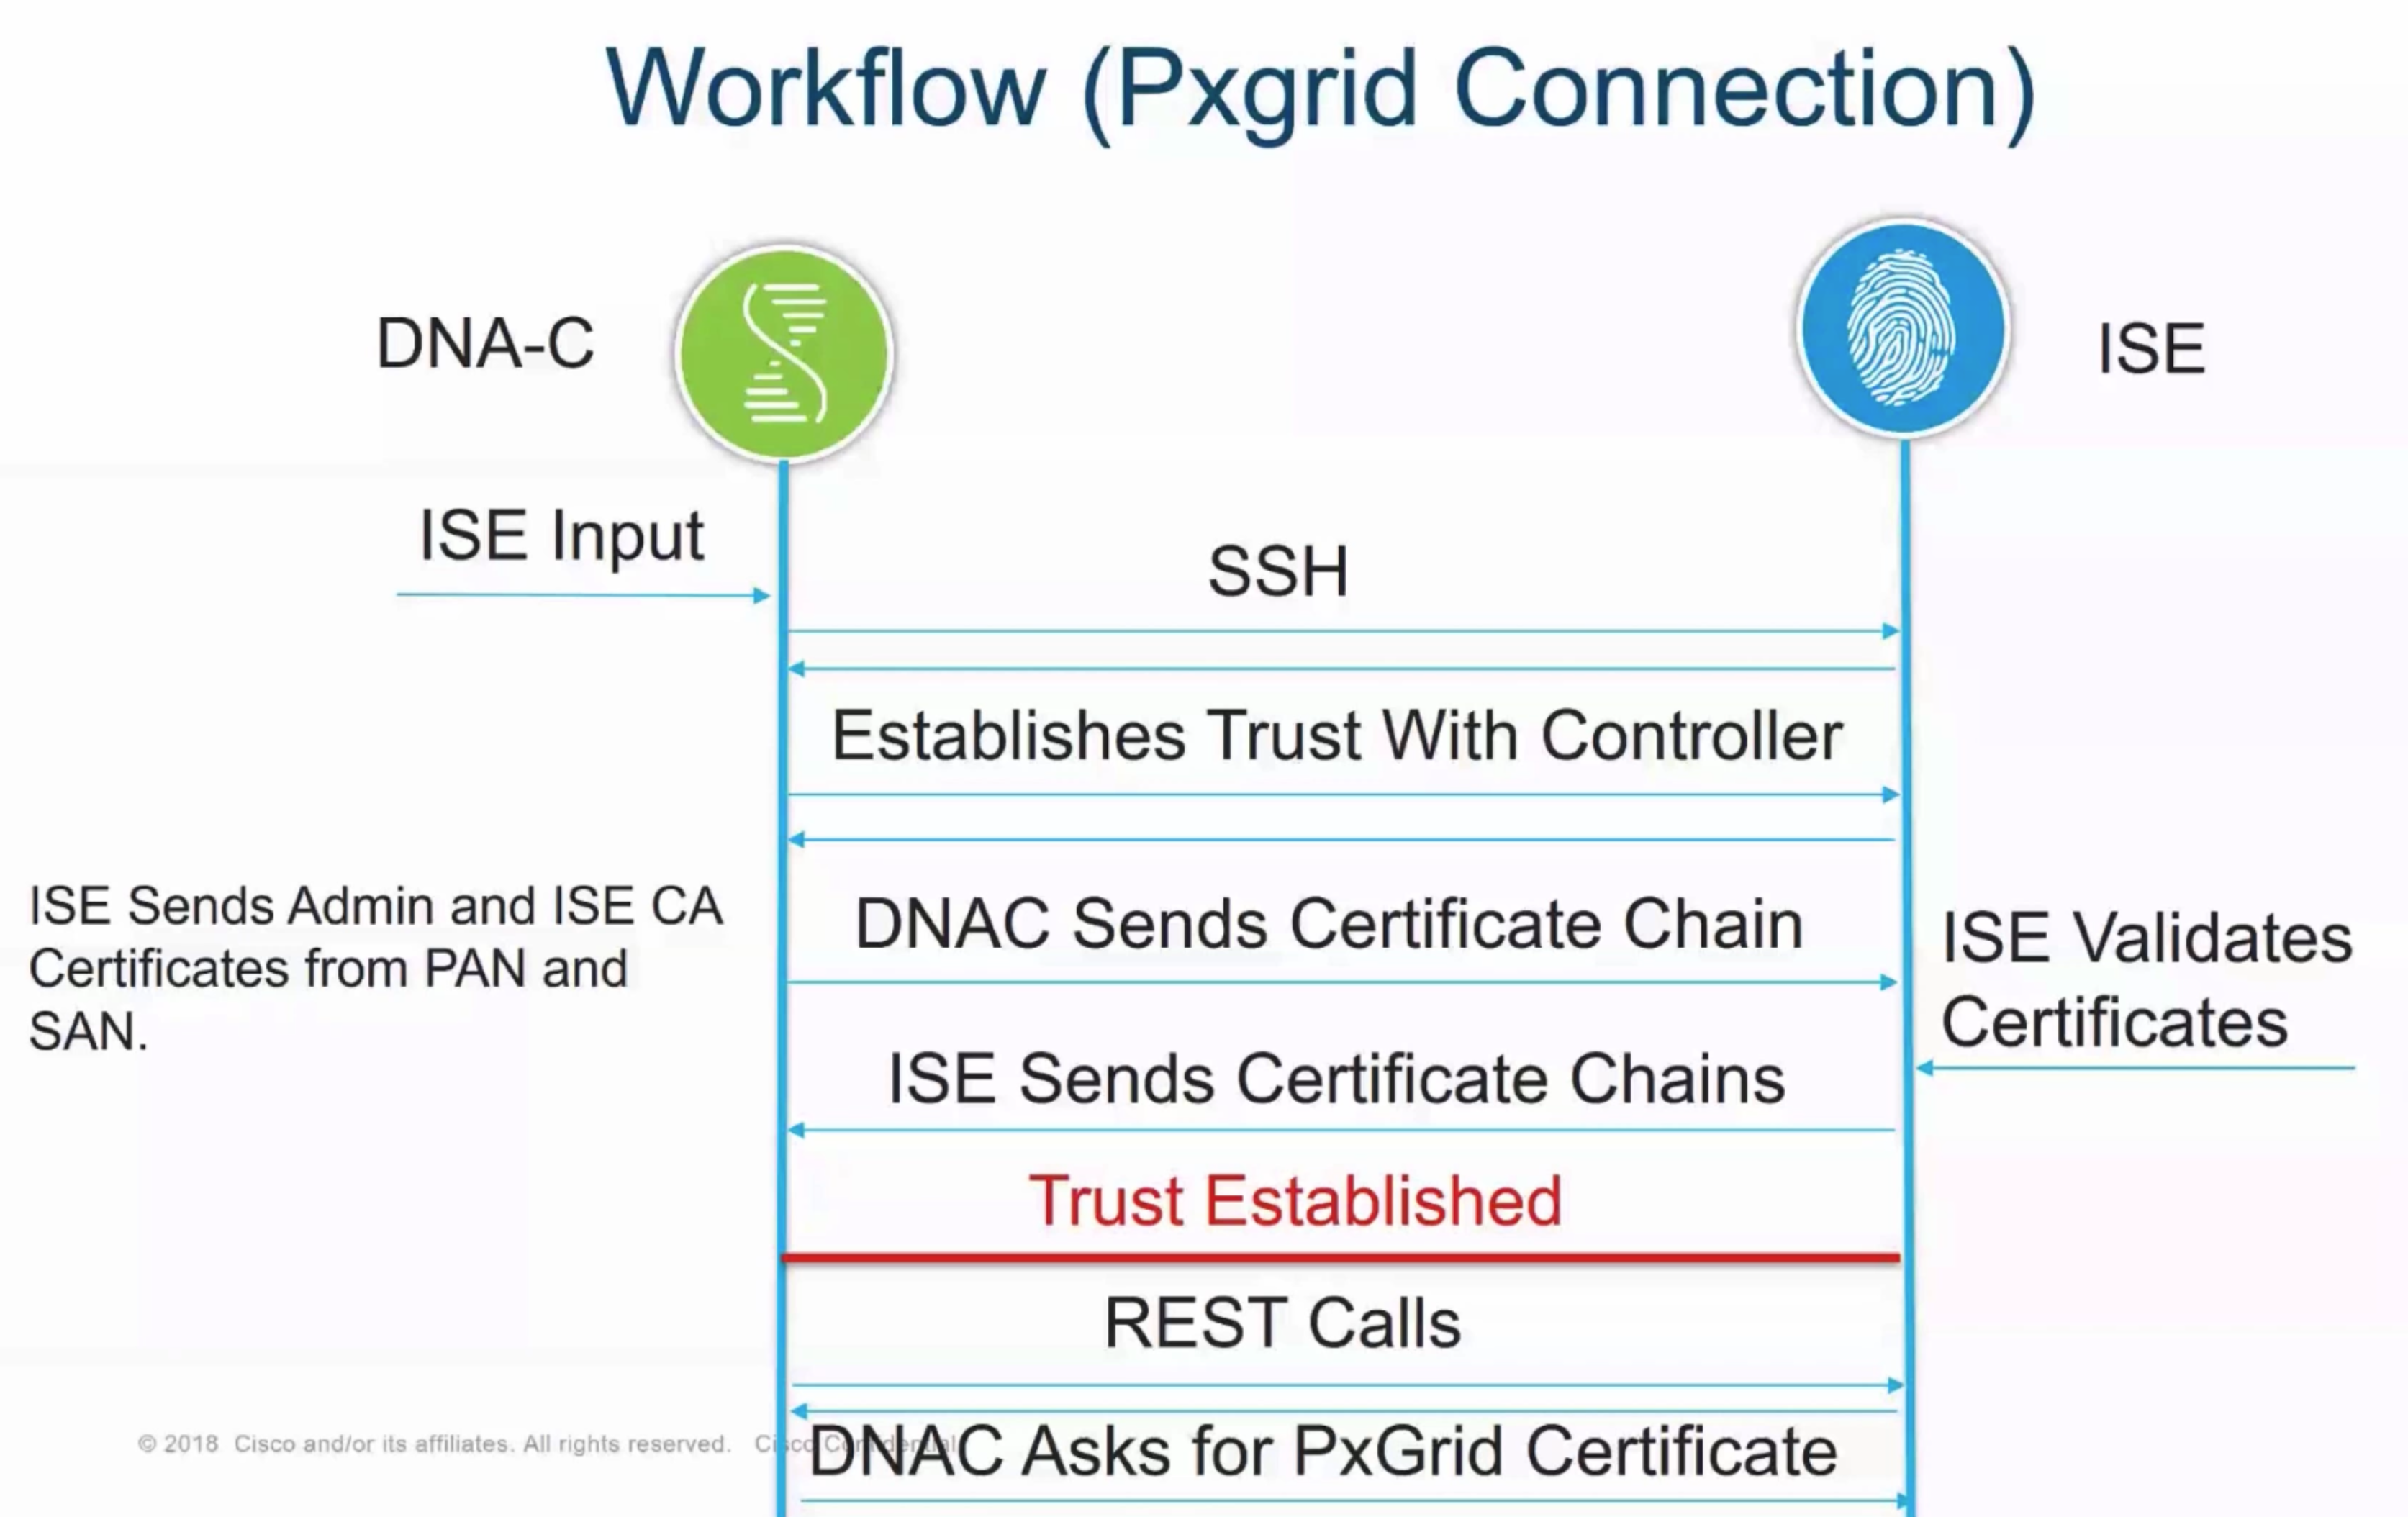 Workflow (Pxgrid Connection)
DNA-C
ISE
ISE Input
SSH
Establishes Trust With Controller
ISE Sends Admin and ISE CA
Certificates from PAN and
SAN.
DNAC Sends Certificate Chain
ISE Validates
Certificates
ISE Sends Certificate Chains
Trust Established
REST Calls
© 2018 Cisco and/or its affiliates. All rights reserved. Cisco Confidential
DNAC Asks for PxGrid Certificate